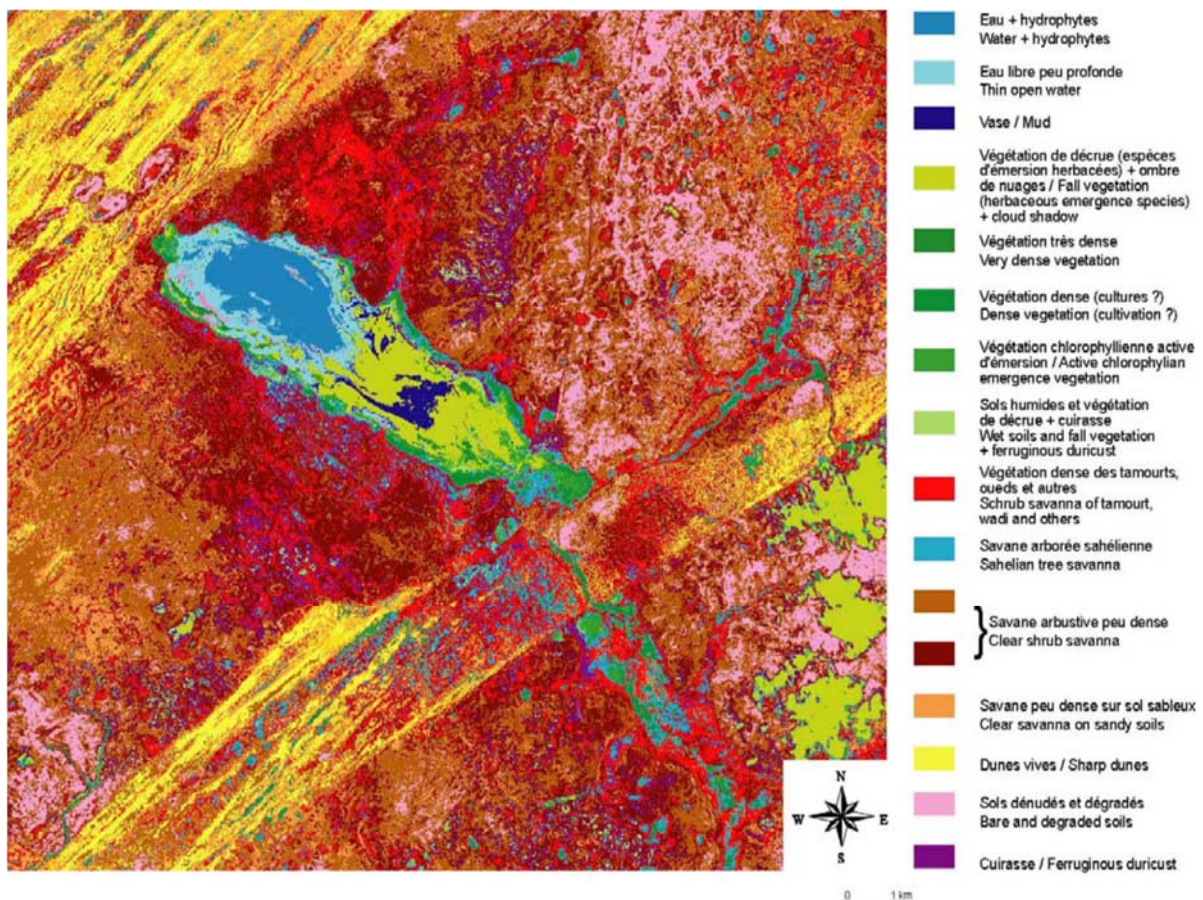 Eau + hydrophytes
Water + hydrophytes
Eau libre peu profonde
Thin open water
Vase / Mud
Végétation de décrue (espèces
d'émersion herbacées) + ombre
de nuages / Fall vegetation
(herbaceous emergence species)
+ cloud shadow
Végétation très dense
Very dense vegetation
Végétation dense (cultures ?)
Dense vegetation (cultivation ?)
Végétation chlorophyllienne active
d'émersion / Active chlorophylian
emergence vegetation
Sols humides et végétation
de décrue + cuirasse
Wet soils and fall vegetation
+ ferruginous duricust
Végétation dense des tamourts,
oueds et autres
Schrub savanna of tamourt,
wadi and others
Savane arborée sahélienne
Sahelian tree savanna
Savane arbustive peu dense
Clear shrub savanna
Savane peu dense sur sol sableux
Clear savanna on sandy soils
Dunes vives / Sharp dunes
Sols dénudés et dégradés
Bare and degraded soils
Cuirasse / Ferruginous duricust
N
W E
S
0 1 km